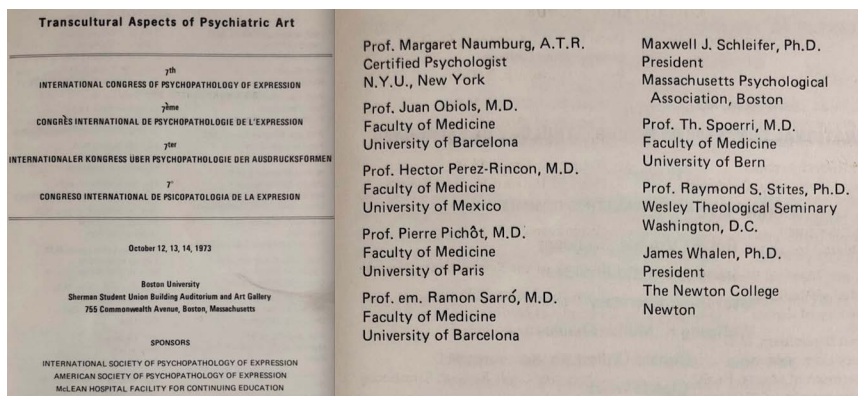 Transcultural Aspects of Psychiatric Art
7th
INTERNATIONAL CONGRESS OF PSYCHOPATHOLOGY OF EXPRESSION
7ème
CONGRÈS INTERNATIONAL DE PSYCHOPATHOLOGIE DE L'EXPRESSION
7ter
INTERNATIONALER KONGRESS ÜBER PSYCHOPATHOLOGIE DER AUSDRUCKSFORMEN
7°
CONGRESO INTERNATIONAL DE PSICOPATOLOGIA DE LA EXPRESION
October 12, 13, 14, 1973
Boston University
Sherman Student Union Building Auditorium and Art Gallery
755 Commonwealth Avenue, Boston, Massachusetts
SPONSORS
INTERNATIONAL SOCIETY OF PSYCHOPATHOLOGY OF EXPRESSION
AMERICAN SOCIETY OF PSYCHOPATHOLOGY OF EXPRESSION
McLEAN HOSPITAL FACILITY FOR CONTINUING EDUCATION
Prof. Margaret Naumburg, A.T.R.
Certified Psychologist
N.Y.U., New York
Prof. Juan Obiols, M.D.
Faculty of Medicine
University of Barcelona
Prof. Hector Perez-Rincon, M.D.
Faculty of Medicine
University of Mexico
Prof. Pierre Pichôt, M.D.
Faculty of Medicine
University of Paris
Prof. em. Ramon Sarró, M.D.
Faculty of Medicine
University of Barcelona
Maxwell J. Schleifer, Ph.D.
President
Massachusetts Psychological
Association, Boston
Prof. Th. Spoerri, M.D.
Faculty of Medicine
University of Bern
Prof. Raymond S. Stites, Ph.D.
Wesley Theological Seminary
Washington, D.C.
James Whalen, Ph.D.
President
The Newton College
Newton